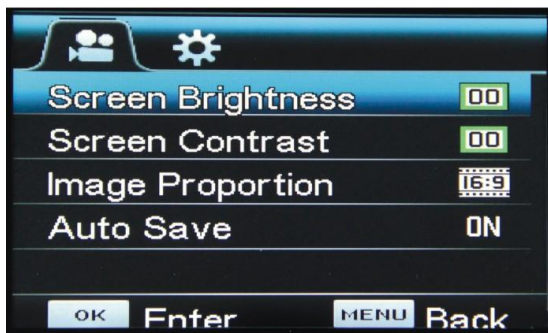 Screen Brightness 00
Screen Contrast 00
Image Proportion 16:9
Auto Save ON
OK Enter MENU Back